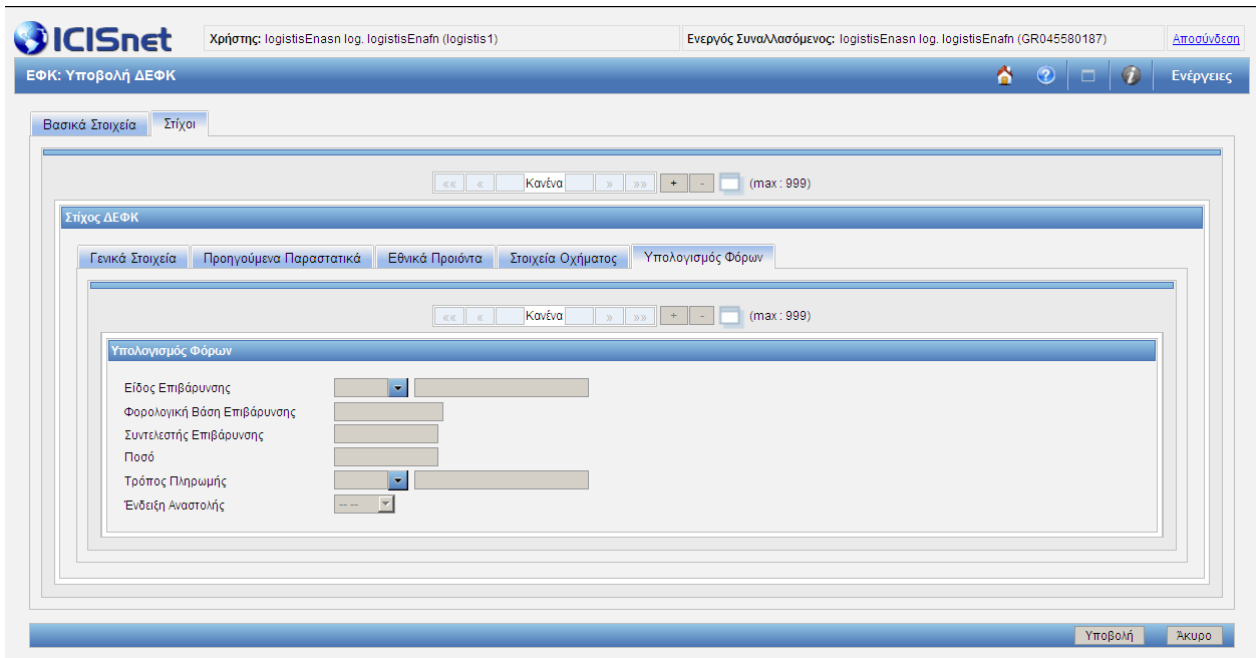 ICISnet Χρήστης: logistisEnasn log. logistisEnafn (logistis1) Ενεργός Συναλλασόμενος: logistisEnasn log. logistisEnafn (GR045580187) Αποσύνδεση
ΕΦΚ: Υποβολή ΔΕΦΚ Ενέργειες
Βασικά Στοιχεία Στίχοι
«« « Κανένα » »» + - (max : 999)
Στίχος ΔΕΦΚ
Γενικά Στοιχεία Προηγούμενα Παραστατικά Εθνικά Προιόντα Στοιχεία Οχήματος Υπολογισμός Φόρων
«« « Κανένα » »» + - (max : 999)
Υπολογισμός Φόρων
Είδος Επιβάρυνσης
Φορολογική Βάση Επιβάρυνσης
Συντελεστής Επιβάρυνσης
Ποσό
Τρόπος Πληρωμής
Ένδειξη Αναστολής -- --
Υποβολή Άκυρο